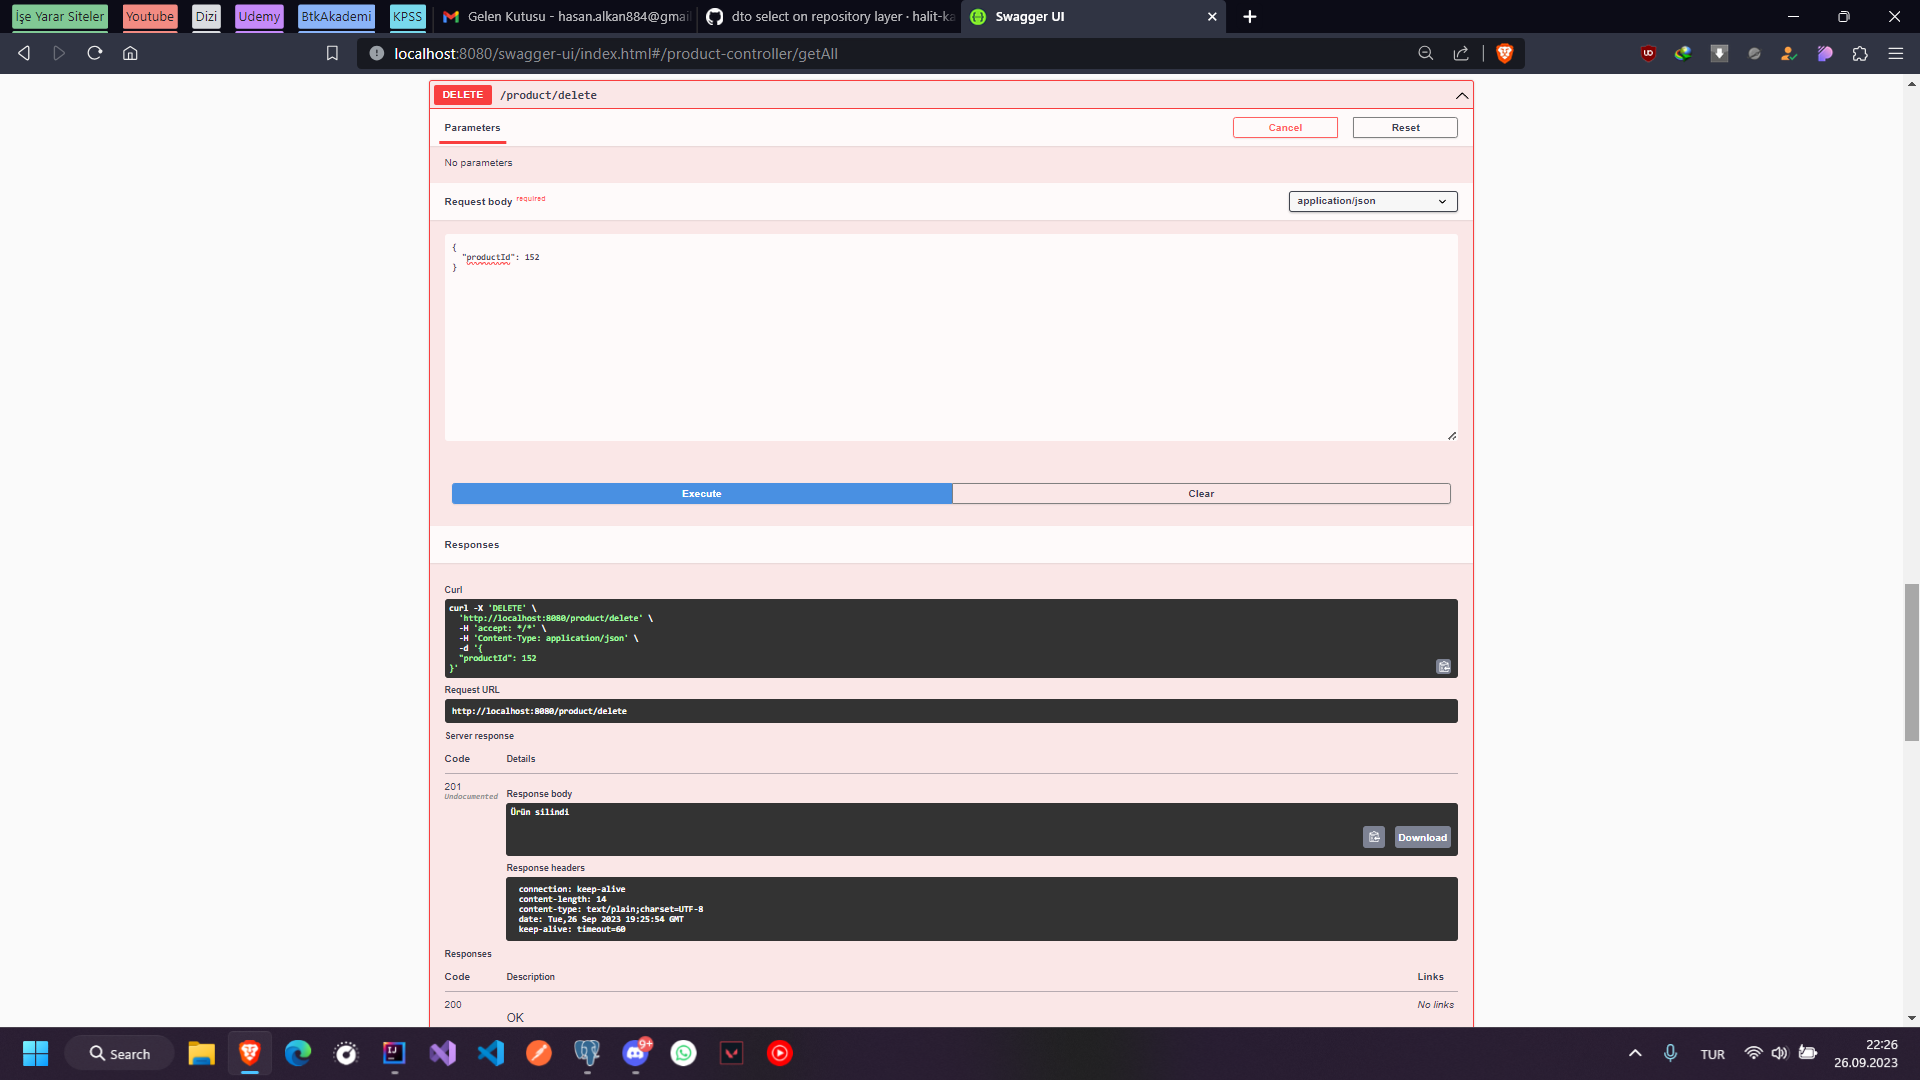 İşe Yarar Siteler
Youtube
Dizi
Udemy
BtkAkademi
KPSS
Gelen Kutusu - hasan.alkan884@gmai
dto select on repository layer · halit-ka
Swagger UI
localhost:8080/swagger-ui/index.html#/product-controller/getAll
DELETE /product/delete
Parameters
Cancel
Reset
No parameters
Request body required
application/json
{
"productId": 152
}
Execute
Clear
Responses
Curl
curl -X 'DELETE' \
'http://localhost:8080/product/delete' \
-H 'accept: */*' \
-H 'Content-Type: application/json' \
-d '{
"productId": 152
}'
Request URL
http://localhost:8080/product/delete
Server response
Code Details
201
Undocumented
Response body
Ürün silindi
Download
Response headers
connection: keep-alive
content-length: 14
content-type: text/plain;charset=UTF-8
date: Tue,26 Sep 2023 19:25:54 GMT
keep-alive: timeout=60
Responses
Code Description Links
200 No links
OK
Search
9+
TUR
22:26
26.09.2023